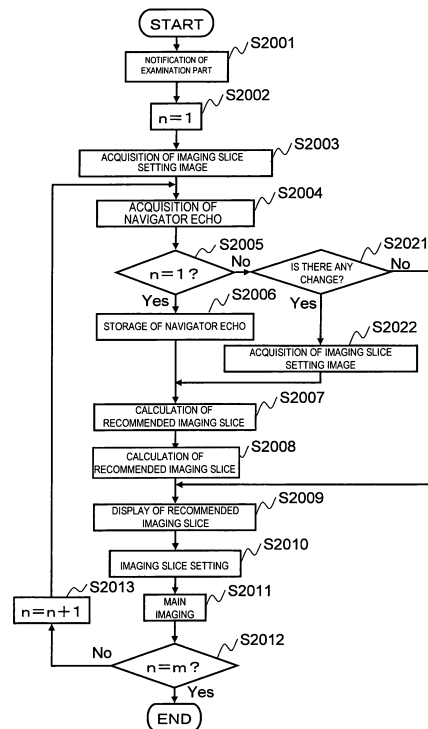 START
S2001
NOTIFICATION OF
EXAMINATION PART
S2002
n=1
S2003
ACQUISITION OF IMAGING SLICE
SETTING IMAGE
S2004
ACQUISITION OF
NAVIGATOR ECHO
S2005
n=1?
No
Yes
S2021
IS THERE ANY
CHANGE?
No
Yes
S2006
STORAGE OF NAVIGATOR ECHO
S2022
ACQUISITION OF IMAGING SLICE
SETTING IMAGE
S2007
CALCULATION OF
RECOMMENDED IMAGING SLICE
S2008
CALCULATION OF
RECOMMENDED IMAGING SLICE
S2009
DISPLAY OF RECOMMENDED
IMAGING SLICE
S2010
IMAGING SLICE SETTING
S2011
MAIN
IMAGING
S2013
n=n+1
S2012
n=m?
No
Yes
END